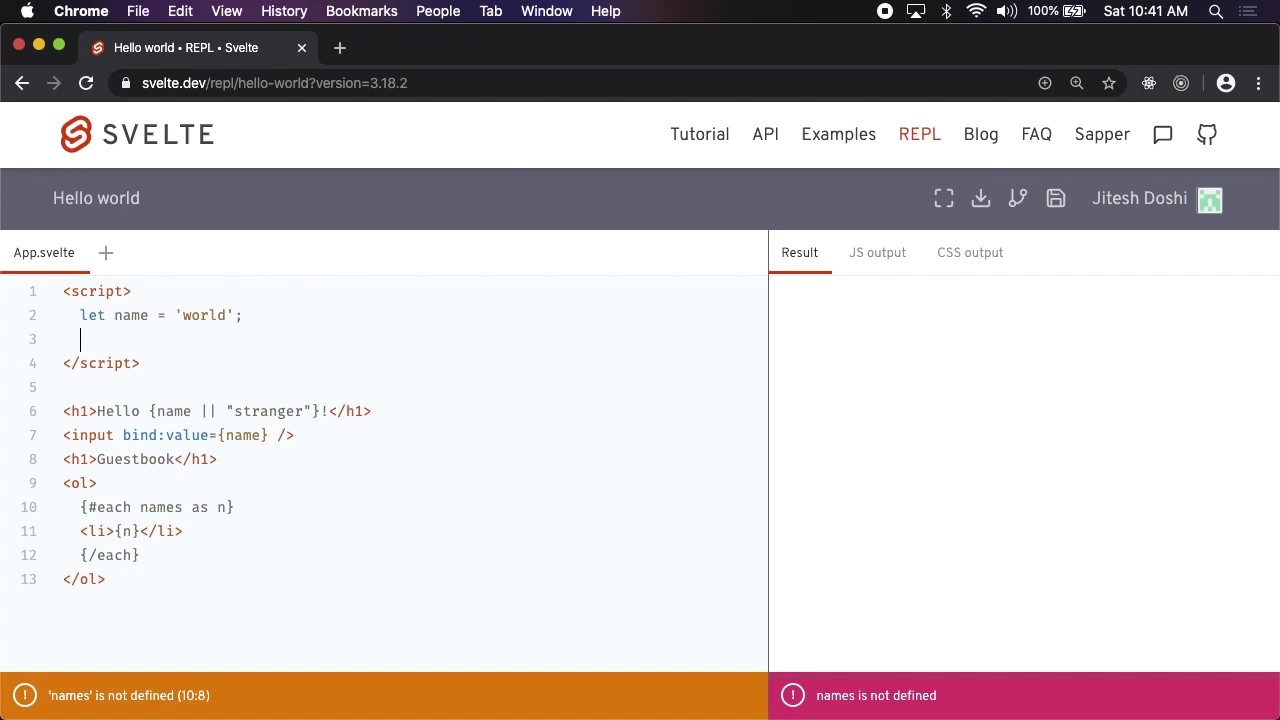 Chrome File Edit View History Bookmarks People Tab Window Help 100% Sat 10:41 AM
Hello world • REPL • Svelte
svelte.dev/repl/hello-world?version=3.18.2
SVELTE Tutorial API Examples REPL Blog FAQ Sapper
Hello world Jitesh Doshi
App.svelte Result JS output CSS output
1 <script>
2 let name = 'world';
3
4 </script>
5
6 <h1>Hello {name || "stranger"}!</h1>
7 <input bind:value={name} />
8 <h1>Guestbook</h1>
9 <ol>
10 {#each names as n}
11 <li>{n}</li>
12 {/each}
13 </ol>
'names' is not defined (10:8) names is not defined